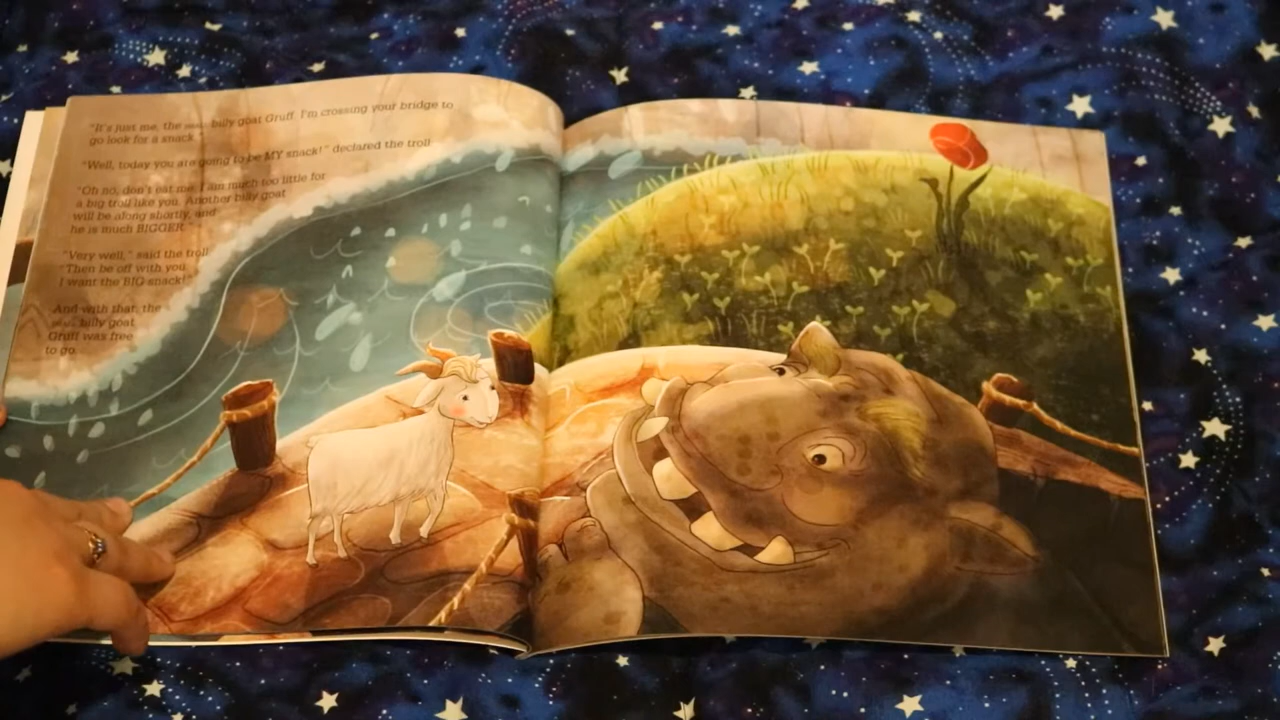 "It's just me, the small billy goat Gruff. I'm crossing your bridge to
go look for a snack."
"Well, today you are going to be MY snack!" declared the troll
"Oh no, don't eat me. I am much too little for
a big troll like you. Another billy goat
will be along shortly, and
he is much BIGGER."
"Very well," said the troll.
"Then be off with you
I want the BIG snack!"
And with that, the
small billy goat
Gruff was free
to go.